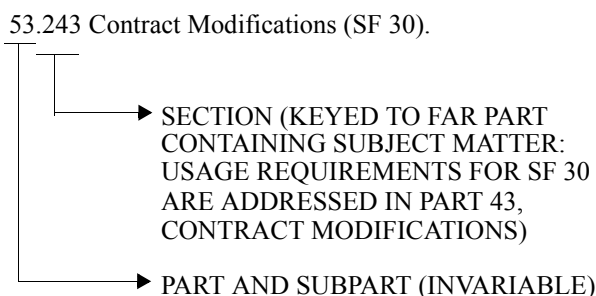 53.243 Contract Modifications (SF 30).
SECTION (KEYED TO FAR PART
CONTAINING SUBJECT MATTER:
USAGE REQUIREMENTS FOR SF 30
ARE ADDRESSED IN PART 43,
CONTRACT MODIFICATIONS)
PART AND SUBPART (INVARIABLE)